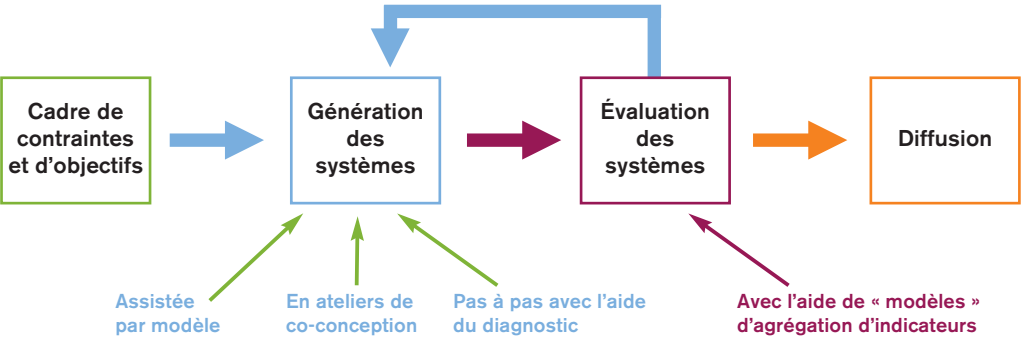 Cadre de
contraintes
et d'objectifs
Génération
des
systèmes
Évaluation
des
systèmes
Diffusion
Assistée
par modèle
En ateliers de
co-conception
Pas à pas avec l'aide
du diagnostic
Avec l'aide de « modèles »
d'agrégation d'indicateurs